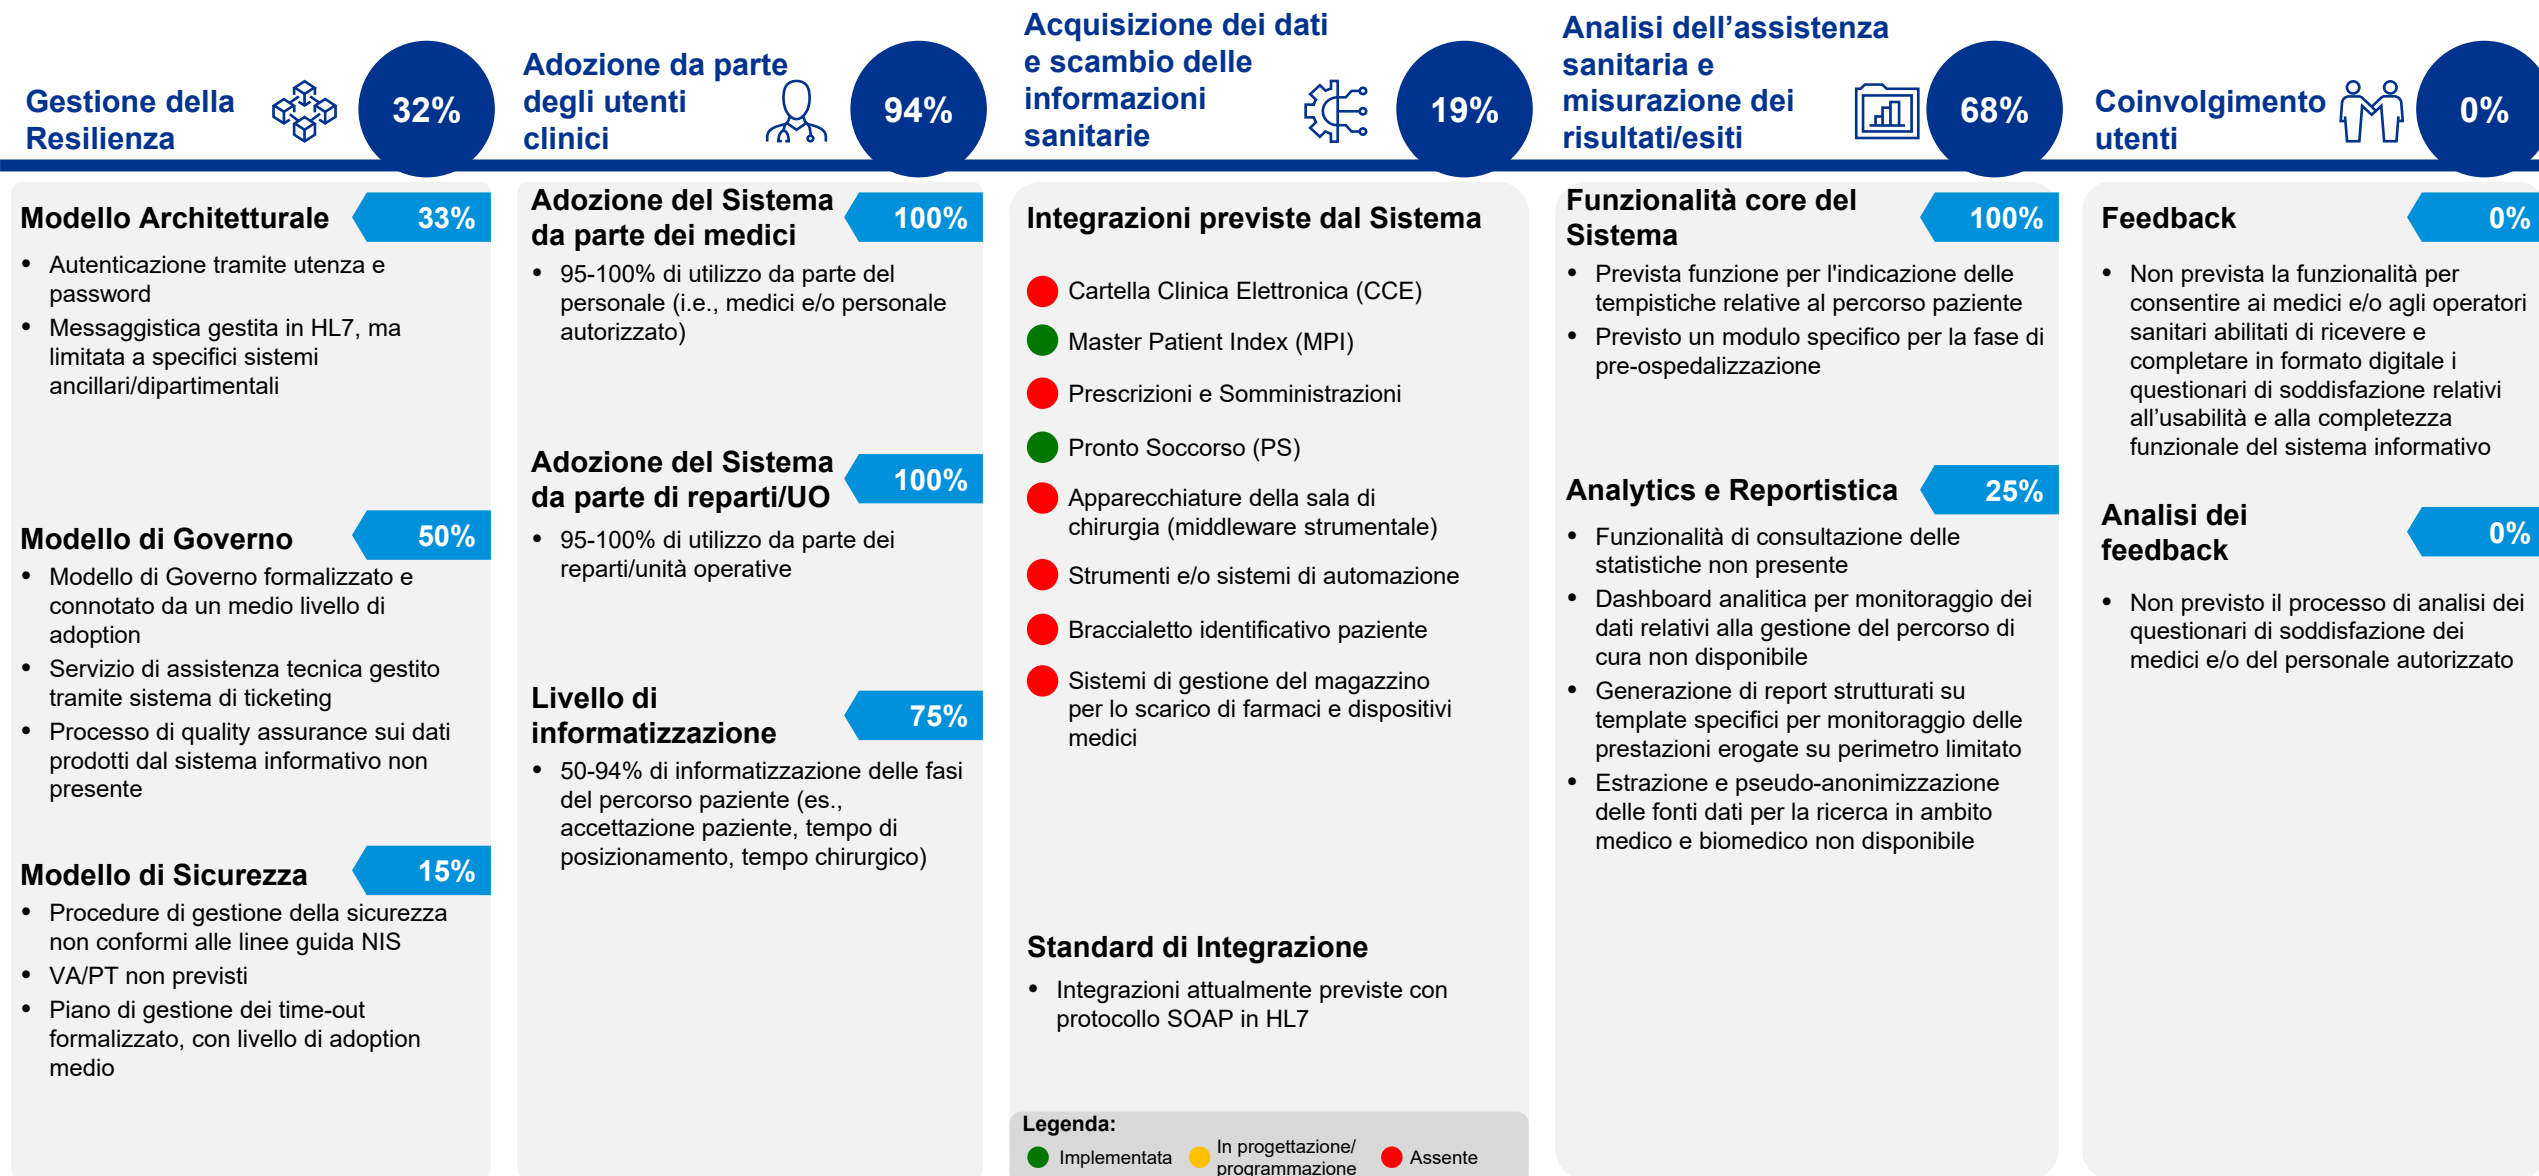 Gestione della
Resilienza
32%
Modello Architetturale
33%
• Autenticazione tramite utenza e
password
• Messaggistica gestita in HL7, ma
limitata a specifici sistemi
ancillari/dipartimentali
Modello di Governo
50%
• Modello di Governo formalizzato e
connotato da un medio livello di
adoption
• Servizio di assistenza tecnica gestito
tramite sistema di ticketing
• Processo di quality assurance sui dati
prodotti dal sistema informativo non
presente
Modello di Sicurezza
15%
• Procedure di gestione della sicurezza
non conformi alle linee guida NIS
• VA/PT non previsti
• Piano di gestione dei time-out
formalizzato, con livello di adoption
medio
Adozione da parte
degli utenti
clinici
94%
Adozione del Sistema
da parte dei medici
100%
• 95-100% di utilizzo da parte del
personale (i.e., medici e/o personale
autorizzato)
Adozione del Sistema
da parte di reparti/UO
100%
• 95-100% di utilizzo da parte dei
reparti/unità operative
Livello di
informatizzazione
75%
• 50-94% di informatizzazione delle fasi
del percorso paziente (es.,
accettazione paziente, tempo di
posizionamento, tempo chirurgico)
Acquisizione dei dati
e scambio delle
informazioni
sanitarie
19%
Integrazioni previste dal Sistema
Cartella Clinica Elettronica (CCE)
Master Patient Index (MPI)
Prescrizioni e Somministrazioni
Pronto Soccorso (PS)
Apparecchiature della sala di
chirurgia (middleware strumentale)
Strumenti e/o sistemi di automazione
Braccialetto identificativo paziente
Sistemi di gestione del magazzino
per lo scarico di farmaci e dispositivi
medici
Standard di Integrazione
• Integrazioni attualmente previste con
protocollo SOAP in HL7
Legenda:
Implementata
In progettazione/
programmazione
Assente
Analisi dell’assistenza
sanitaria e
misurazione dei
risultati/esiti
68%
Funzionalità core del
Sistema
100%
• Prevista funzione per l'indicazione delle
tempistiche relative al percorso paziente
• Previsto un modulo specifico per la fase di
pre-ospedalizzazione
Analytics e Reportistica
25%
• Funzionalità di consultazione delle
statistiche non presente
• Dashboard analitica per monitoraggio dei
dati relativi alla gestione del percorso di
cura non disponibile
• Generazione di report strutturati su
template specifici per monitoraggio delle
prestazioni erogate su perimetro limitato
• Estrazione e pseudo-anonimizzazione
delle fonti dati per la ricerca in ambito
medico e biomedico non disponibile
Coinvolgimento
utenti
0%
Feedback
0%
• Non prevista la funzionalità per
consentire ai medici e/o agli operatori
sanitari abilitati di ricevere e
completare in formato digitale i
questionari di soddisfazione relativi
all’usabilità e alla completezza
funzionale del sistema informativo
Analisi dei
feedback
0%
• Non previsto il processo di analisi dei
questionari di soddisfazione dei
medici e/o del personale autorizzato